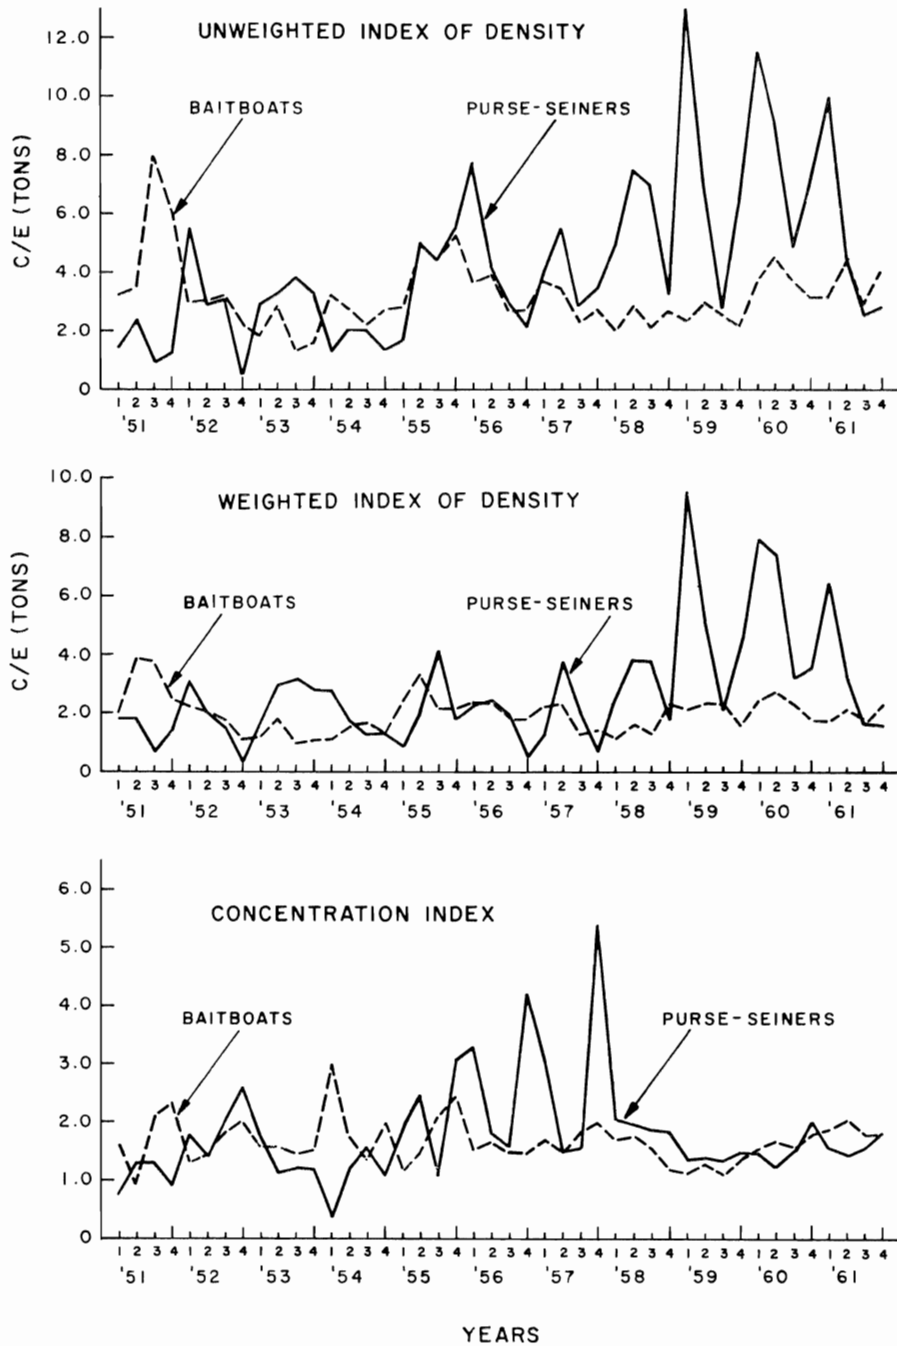 UNWEIGHTED INDEX OF DENSITY
12.0
10.0
8.0
6.0
4.0
2.0
0
C/E (TONS)
BAITBOATS
PURSE-SEINERS
1 2 3 4 1 2 3 4 1 2 3 4 1 2 3 4 1 2 3 4 1 2 3 4 1 2 3 4 1 2 3 4 1 2 3 4 1 2 3 4 1 2 3 4
'51 '52 '53 '54 '55 '56 '57 '58 '59 '60 '61
WEIGHTED INDEX OF DENSITY
10.0
8.0
6.0
4.0
2.0
0
C/E (TONS)
BAITBOATS
PURSE-SEINERS
1 2 3 4 1 2 3 4 1 2 3 4 1 2 3 4 1 2 3 4 1 2 3 4 1 2 3 4 1 2 3 4 1 2 3 4 1 2 3 4 1 2 3 4
'51 '52 '53 '54 '55 '56 '57 '58 '59 '60 '61
CONCENTRATION INDEX
6.0
5.0
4.0
3.0
2.0
1.0
0
BAITBOATS
PURSE-SEINERS
1 2 3 4 1 2 3 4 1 2 3 4 1 2 3 4 1 2 3 4 1 2 3 4 1 2 3 4 1 2 3 4 1 2 3 4 1 2 3 4 1 2 3 4
'51 '52 '53 '54 '55 '56 '57 '58 '59 '60 '61
YEARS